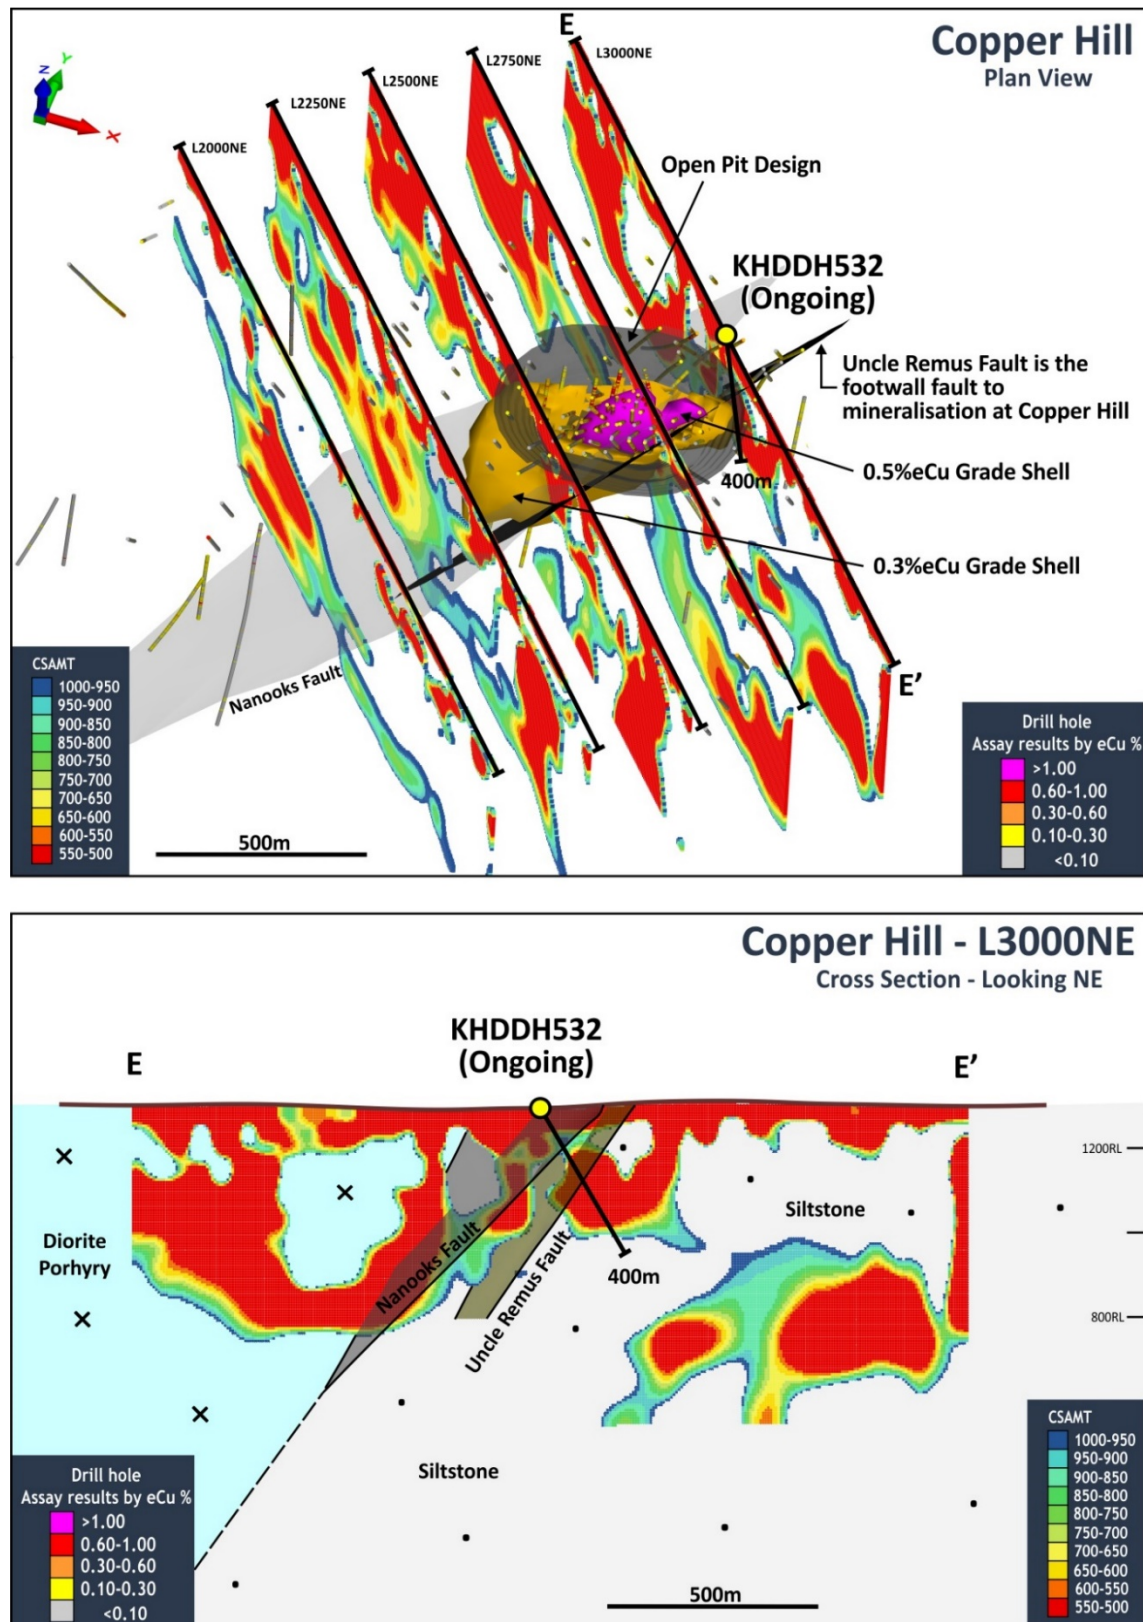 Copper Hill
Plan View
E
L3000NE
L2750NE
L2500NE
L2250NE
L2000NE
Z
Y
X
Open Pit Design
KHDDH532
(Ongoing)
Uncle Remus Fault is the
footwall fault to
mineralisation at Copper Hill
0.5%eCu Grade Shell
400m
0.3%eCu Grade Shell
E'
Nanooks Fault
CSAMT
1000-950
950-900
900-850
850-800
800-750
750-700
700-650
650-600
600-550
550-500
500m
Drill hole
Assay results by eCu %
>1.00
0.60-1.00
0.30-0.60
0.10-0.30
<0.10
Copper Hill - L3000NE
Cross Section - Looking NE
KHDDH532
(Ongoing)
E
E'
1200RL
Siltstone
Diorite
Porhyry
Nanooks Fault
Uncle Remus Fault
400m
800RL
Siltstone
Drill hole
Assay results by eCu %
>1.00
0.60-1.00
0.30-0.60
0.10-0.30
<0.10
500m
CSAMT
1000-950
950-900
900-850
850-800
800-750
750-700
700-650
650-600
600-550
550-500